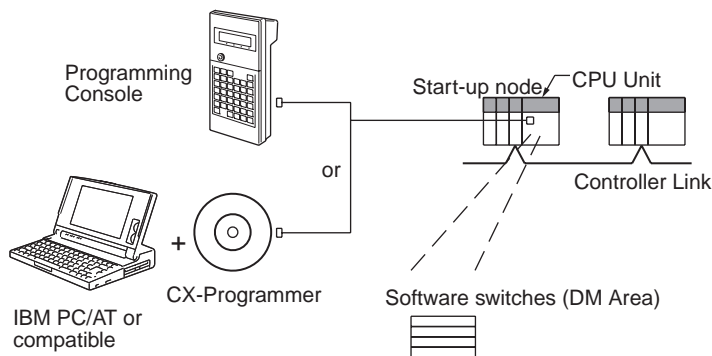 Programming
Console
Start-up node
CPU Unit
or
Controller Link
+
CX-Programmer
IBM PC/AT or
compatible
Software switches (DM Area)